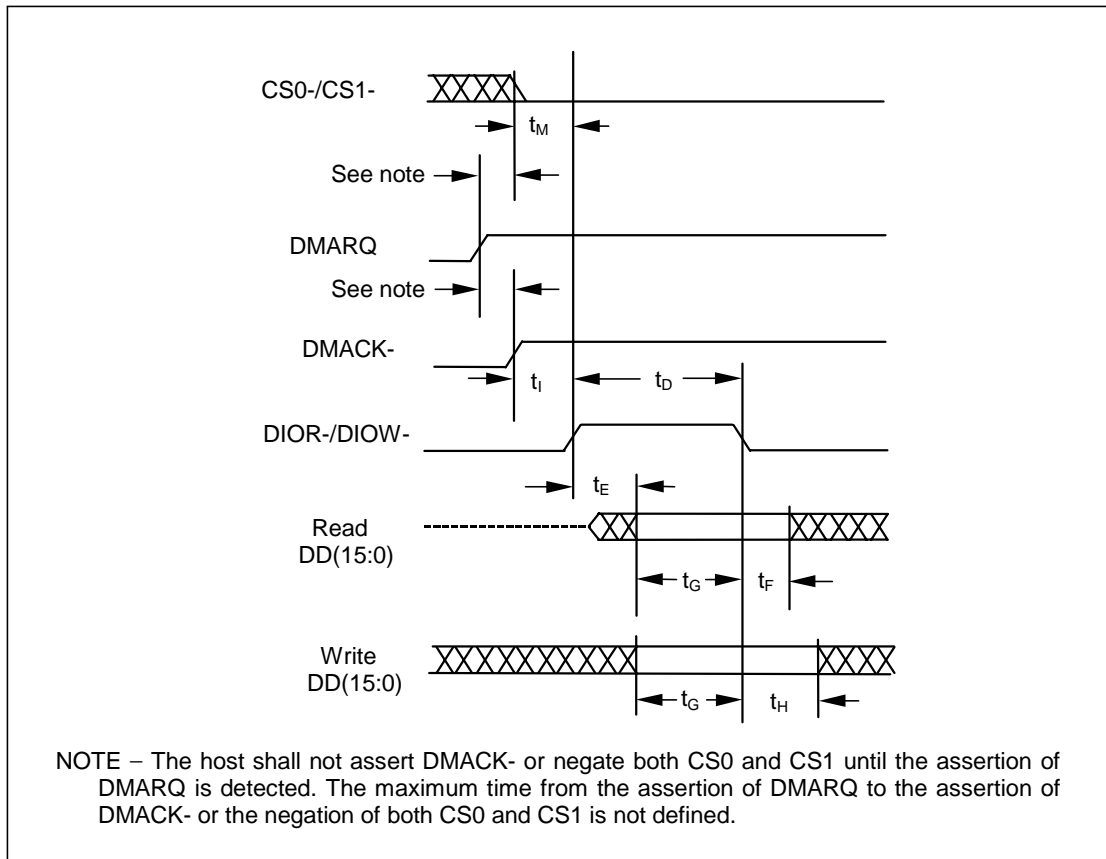 CS0-/CS1-
tM
See note
DMARQ
See note
DMACK-
tI
tD
DIOR-/DIOW-
tE
Read
DD(15:0)
tG
tF
Write
DD(15:0)
tG
tH
NOTE – The host shall not assert DMACK- or negate both CS0 and CS1 until the assertion of
DMARQ is detected. The maximum time from the assertion of DMARQ to the assertion of
DMACK- or the negation of both CS0 and CS1 is not defined.